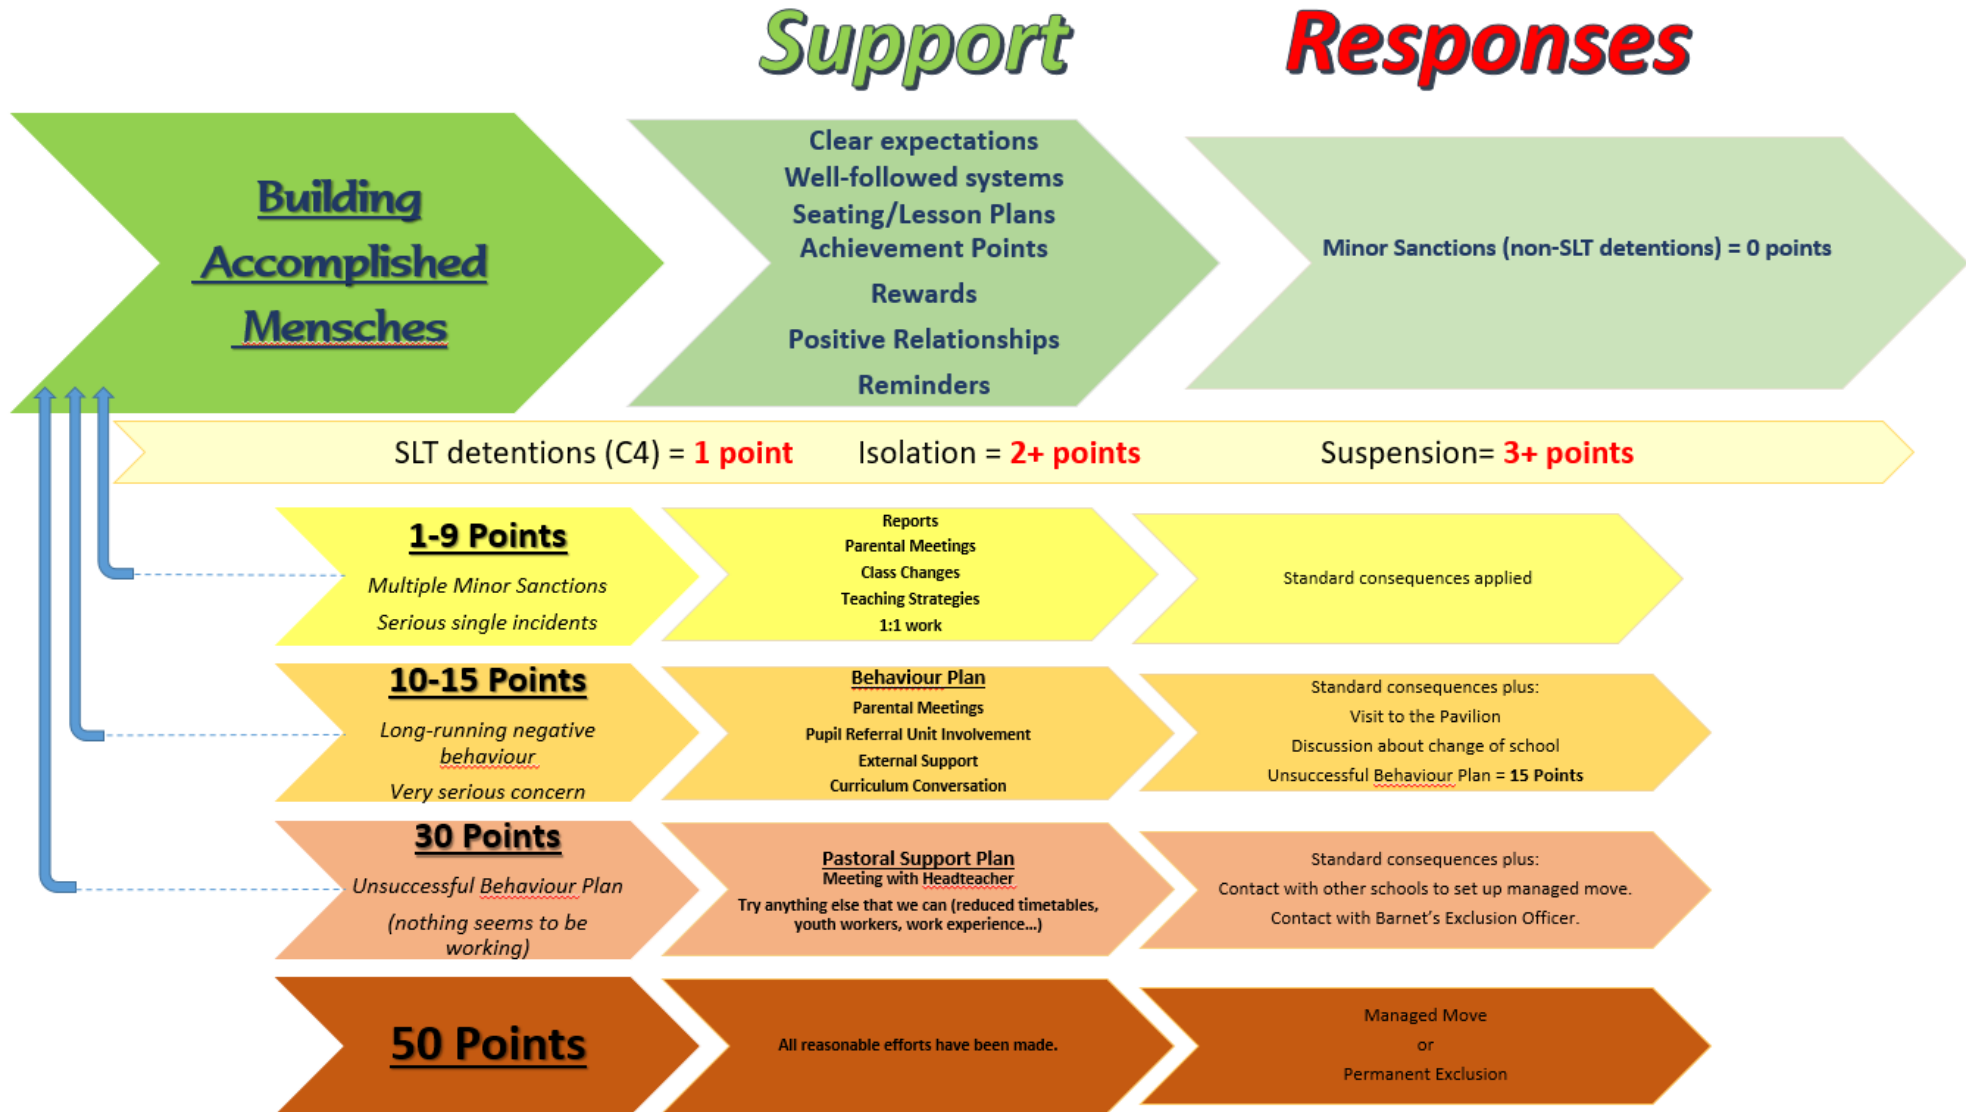 Support
Responses
Building
Accomplished
Mensches
Clear expectations
Well-followed systems
Seating/Lesson Plans
Achievement Points
Rewards
Positive Relationships
Reminders
Minor Sanctions (non-SLT detentions) = 0 points
SLT detentions (C4) = 1 point
Isolation = 2+ points
Suspension= 3+ points
1-9 Points
Multiple Minor Sanctions
Serious single incidents
Reports
Parental Meetings
Class Changes
Teaching Strategies
1:1 work
Standard consequences applied
10-15 Points
Long-running negative
behaviour
Very serious concern
Behaviour Plan
Parental Meetings
Pupil Referral Unit Involvement
External Support
Curriculum Conversation
Standard consequences plus:
Visit to the Pavilion
Discussion about change of school
Unsuccessful Behaviour Plan = 15 Points
30 Points
Unsuccessful Behaviour Plan
(nothing seems to be
working)
Pastoral Support Plan
Meeting with Headteacher
Try anything else that we can (reduced timetables,
youth workers, work experience...)
Standard consequences plus:
Contact with other schools to set up managed move.
Contact with Barnet's Exclusion Officer.
50 Points
All reasonable efforts have been made.
Managed Move
or
Permanent Exclusion